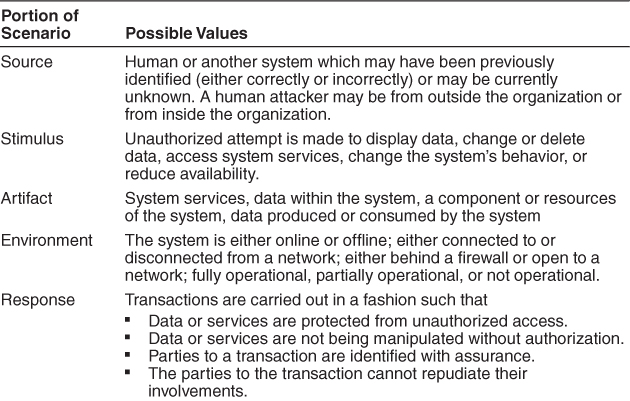 Portion of
Scenario Possible Values
Source Human or another system which may have been previously
identified (either correctly or incorrectly) or may be currently
unknown. A human attacker may be from outside the organization or
from inside the organization.
Stimulus Unauthorized attempt is made to display data, change or delete
data, access system services, change the system’s behavior, or
reduce availability.
Artifact System services, data within the system, a component or resources
of the system, data produced or consumed by the system
Environment The system is either online or offline; either connected to or
disconnected from a network; either behind a firewall or open to a
network; fully operational, partially operational, or not operational.
Response Transactions are carried out in a fashion such that
▪ Data or services are protected from unauthorized access.
▪ Data or services are not being manipulated without authorization.
▪ Parties to a transaction are identified with assurance.
▪ The parties to the transaction cannot repudiate their
involvements.